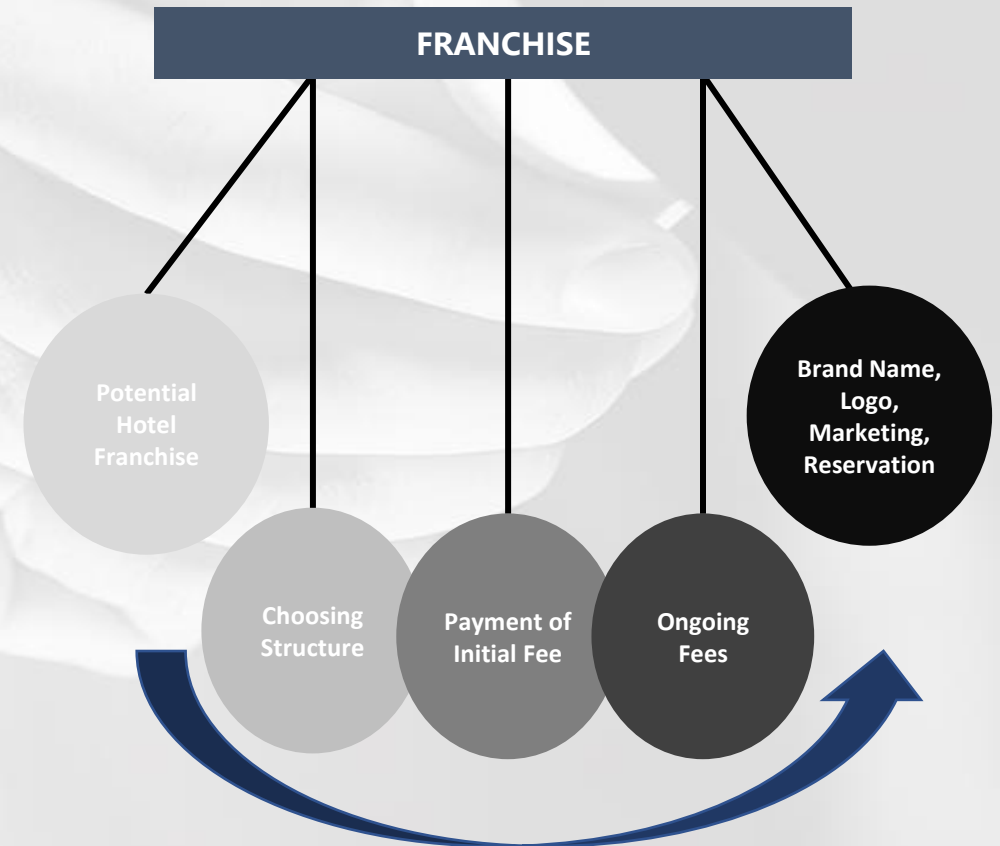 FRANCHISE
Potential
Hotel
Franchise
Choosing
Structure
Payment of
Initial Fee
Ongoing
Fees
Brand Name,
Logo,
Marketing,
Reservation